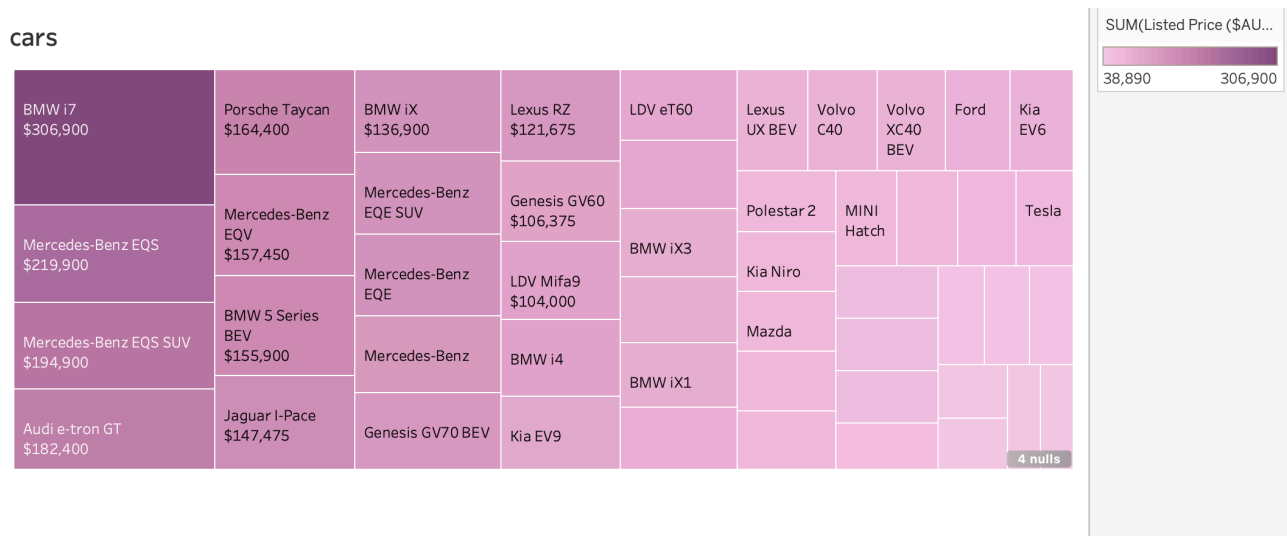 cars
BMW i7
$306,900
Mercedes-Benz EQS
$219,900
Mercedes-Benz EQS SUV
$194,900
Audi e-tron GT
$182,400
Porsche Taycan
$164,400
Mercedes-Benz
EQV
$157,450
BMW 5 Series
BEV
$155,900
Jaguar I-Pace
$147,475
BMW iX
$136,900
Mercedes-Benz
EQE SUV
Mercedes-Benz
EQE
Mercedes-Benz
Genesis GV70 BEV
Lexus RZ
$121,675
Genesis GV60
$106,375
LDV Mifa9
$104,000
BMW i4
Kia EV9
LDV eT60
BMW iX3
BMW iX1
Lexus
UX BEV
Volvo
C40
Volvo
XC40
BEV
Ford
Kia
EV6
Polestar 2
Kia Niro
Mazda
MINI
Hatch
Tesla
4 nulls
SUM(Listed Price ($AU...
38,890
306,900